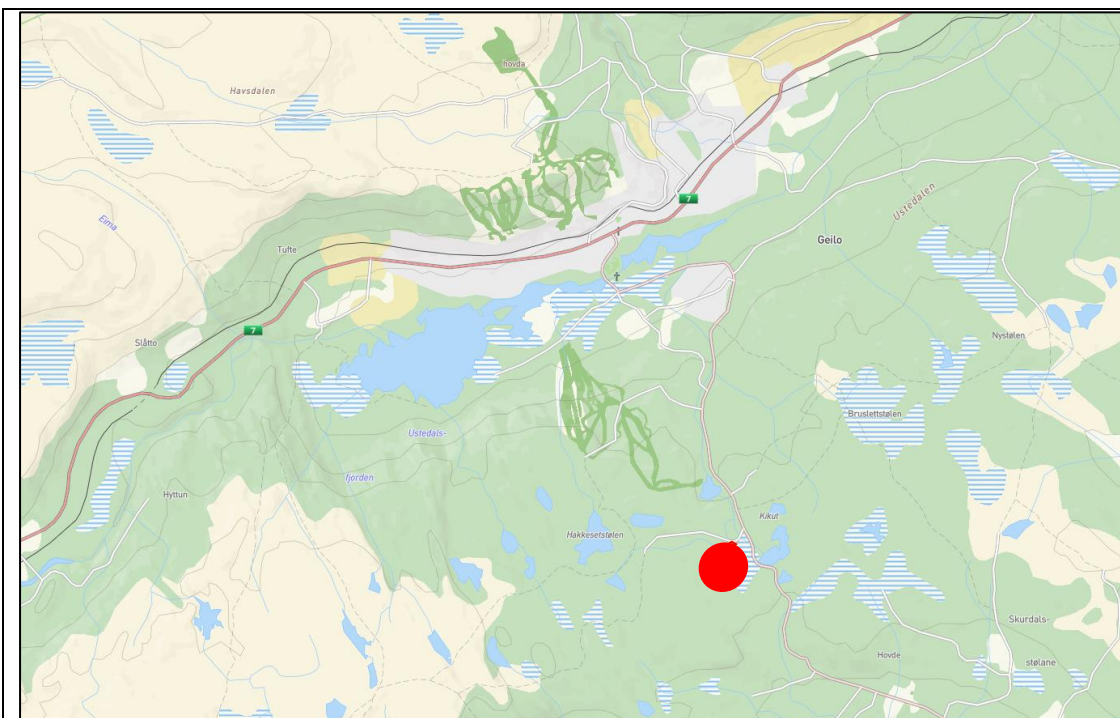 hovda
Havsdalen
7
Ustedalen
Eima
Tufte
Geilo
7
Slåtto
Nystølen
Bruslettstølen
Ustedals-
fjorden
Hyttun
Kikut
Hakkesetstølen
Skurdals-
Hovde
stølane